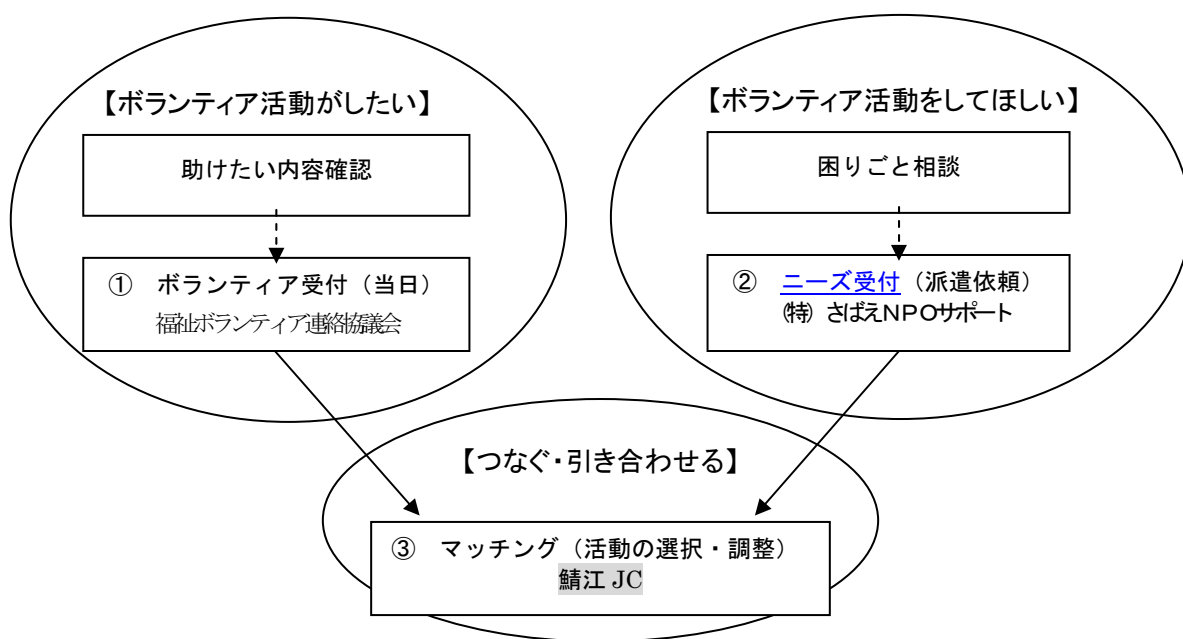 【ボランティア活動がしたい】
助けたい内容確認
① ボランティア受付（当日）
福祉ボランティア連絡協議会
【ボランティア活動をしてほしい】
困りごと相談
② ニーズ受付（派遣依頼）
㈵ さばえNPOサポート
【つなぐ・引き合わせる】
③ マッチング（活動の選択・調整）
鯖江 JC